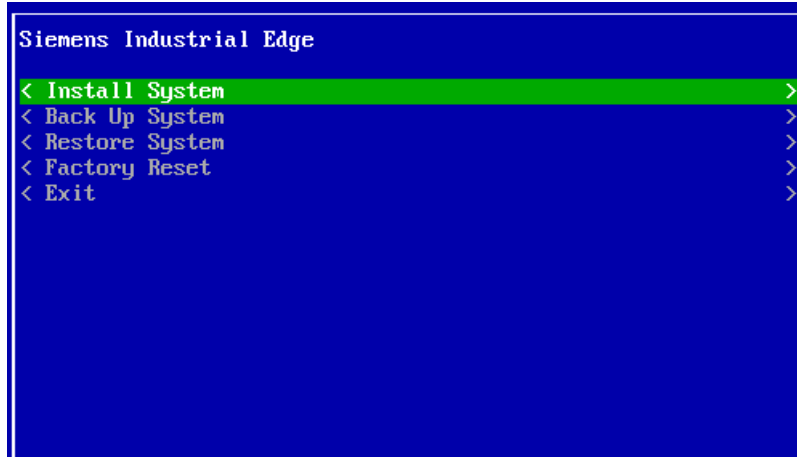 Siemens Industrial Edge
< Install System >
< Back Up System >
< Restore System >
< Factory Reset >
< Exit >